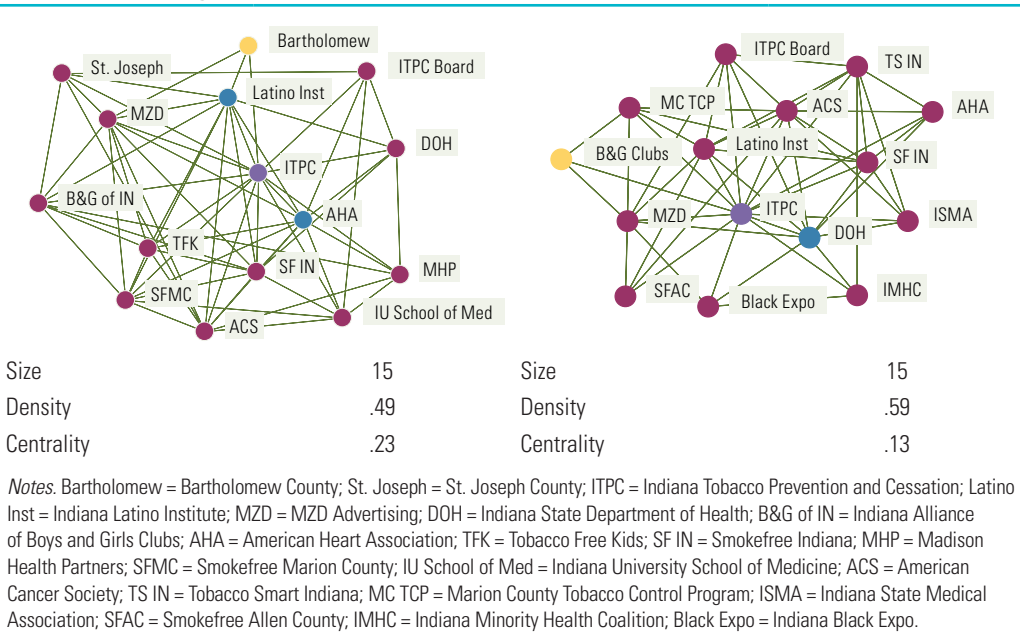 Bartholomew
St. Joseph
ITPC Board
Latino Inst
MZD
DOH
ITPC
B&G of IN
AHA
TFK
SF IN
MHP
SFMC
IU School of Med
ACS
ITPC Board
TS IN
MC TCP
ACS
AHA
B&G Clubs
Latino Inst
SF IN
MZD
ITPC
ISMA
DOH
SFAC
Black Expo
IMHC
Size 15 Size 15
Density .49 Density .59
Centrality .23 Centrality .13
Notes. Bartholomew = Bartholomew County; St. Joseph = St. Joseph County; ITPC = Indiana Tobacco Prevention and Cessation; Latino
Inst = Indiana Latino Institute; MZD = MZD Advertising; DOH = Indiana State Department of Health; B&G of IN = Indiana Alliance
of Boys and Girls Clubs; AHA = American Heart Association; TFK = Tobacco Free Kids; SF IN = Smokefree Indiana; MHP = Madison
Health Partners; SFMC = Smokefree Marion County; IU School of Med = Indiana University School of Medicine; ACS = American
Cancer Society; TS IN = Tobacco Smart Indiana; MC TCP = Marion County Tobacco Control Program; ISMA = Indiana State Medical
Association; SFAC = Smokefree Allen County; IMHC = Indiana Minority Health Coalition; Black Expo = Indiana Black Expo.